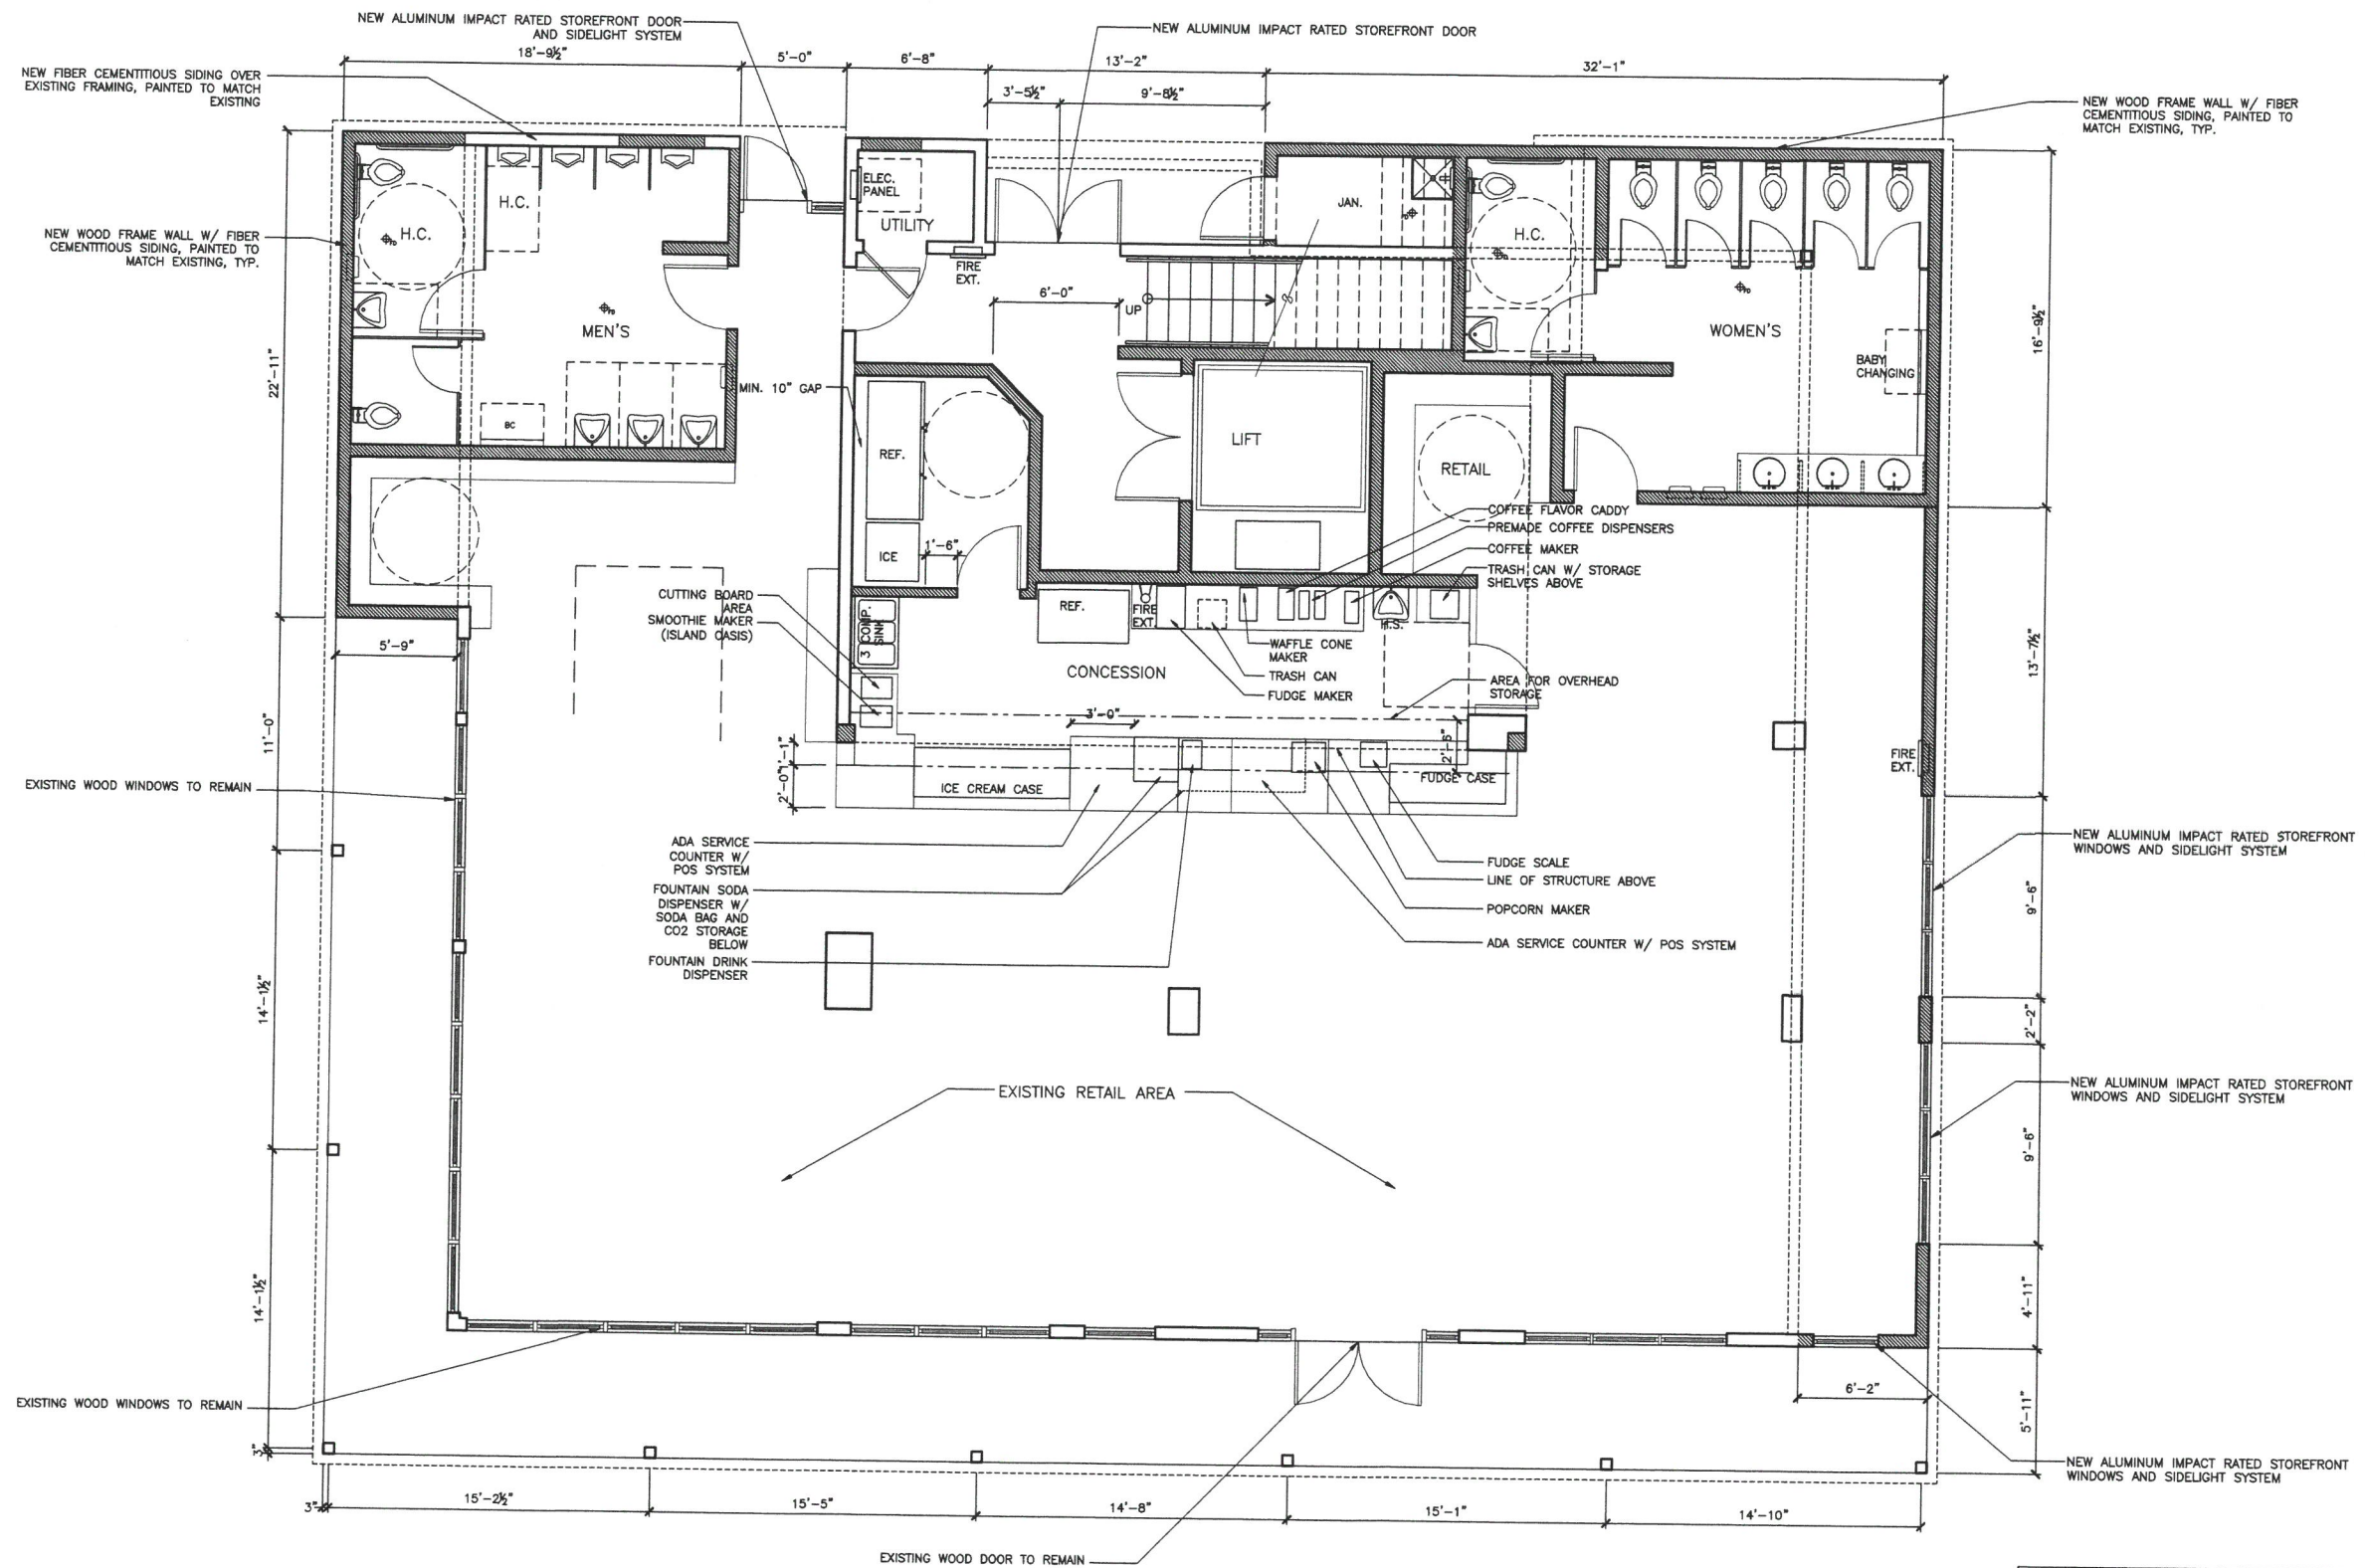 NEW ALUMINUM IMPACT RATED STOREFRONT DOOR
AND SIDELIGHT SYSTEM
NEW ALUMINUM IMPACT RATED STOREFRONT DOOR
18'-9½"
5'-0"
6'-8"
13'-2"
32'-1"
NEW FIBER CEMENTITIOUS SIDING OVER
EXISTING FRAMING, PAINTED TO MATCH
EXISTING
3'-5½"
9'-8½"
NEW WOOD FRAME WALL W/ FIBER
CEMENTITIOUS SIDING, PAINTED TO
MATCH EXISTING, TYP.
ELEC.
PANEL
H.C.
JAN.
UTILITY
NEW WOOD FRAME WALL W/ FIBER
CEMENTITIOUS SIDING, PAINTED TO
MATCH EXISTING, TYP.
H.C.
H.C.
FIRE
EXT.
6'-0"
UP
MEN'S
WOMEN'S
16'-9½"
22'-11"
BABY
CHANGING
MIN. 10" GAP
BC
REF.
LIFT
RETAIL
COFFEE FLAVOR CADDY
PREMADE COFFEE DISPENSERS
COFFEE MAKER
TRASH CAN W/ STORAGE
SHELVES ABOVE
ICE
1'-6"
CUTTING BOARD
AREA
SMOOTHIE MAKER
(ISLAND OASIS)
3 COMP.
SINK
REF.
FIRE
EXT.
H.S.
WAFFLE CONE
MAKER
TRASH CAN
FUDGE MAKER
CONCESSION
AREA FOR OVERHEAD
STORAGE
5'-9"
13'-7½"
11'-0"
3'-0"
2'-6"
1'-1"
2'-0"
ICE CREAM CASE
FUDGE CASE
FIRE
EXT.
EXISTING WOOD WINDOWS TO REMAIN
ADA SERVICE
COUNTER W/
POS SYSTEM
FOUNTAIN SODA
DISPENSER W/
SODA BAG AND
CO2 STORAGE
BELOW
FOUNTAIN DRINK
DISPENSER
FUDGE SCALE
LINE OF STRUCTURE ABOVE
POPCORN MAKER
ADA SERVICE COUNTER W/ POS SYSTEM
NEW ALUMINUM IMPACT RATED STOREFRONT
WINDOWS AND SIDELIGHT SYSTEM
9'-6"
14'-1½"
2'-2"
EXISTING RETAIL AREA
NEW ALUMINUM IMPACT RATED STOREFRONT
WINDOWS AND SIDELIGHT SYSTEM
9'-6"
14'-1½"
4'-11"
EXISTING WOOD WINDOWS TO REMAIN
6'-2"
5'-11"
3"
NEW ALUMINUM IMPACT RATED STOREFRONT
WINDOWS AND SIDELIGHT SYSTEM
3"
15'-2½"
15'-5"
14'-8"
15'-1"
14'-10"
EXISTING WOOD DOOR TO REMAIN